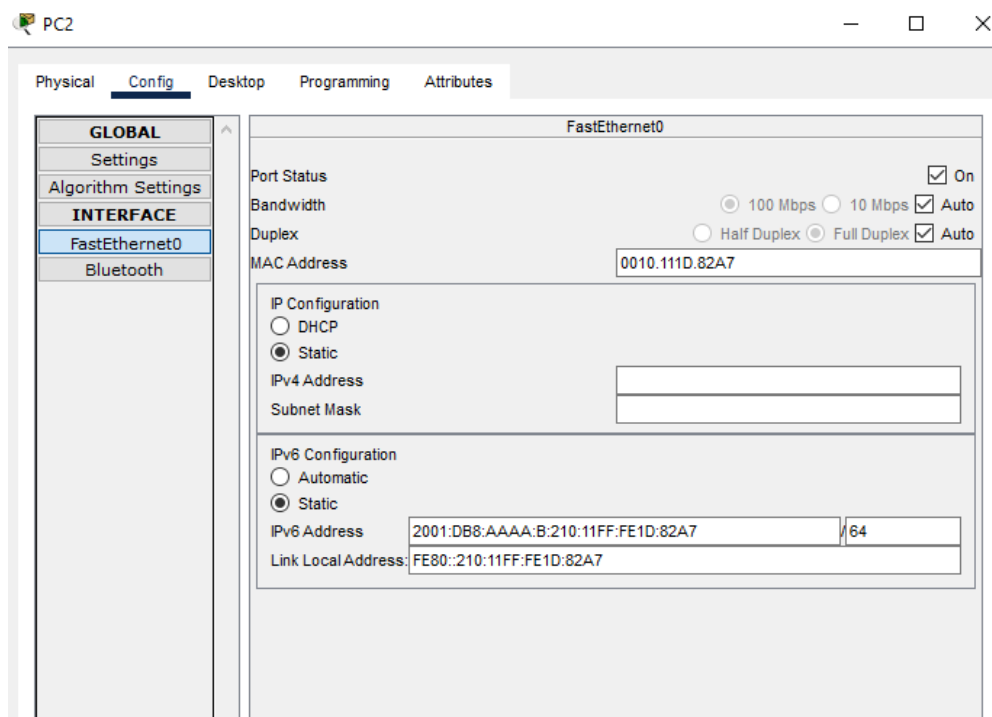 PC2
Physical Config Desktop Programming Attributes
GLOBAL
Settings
Algorithm Settings
INTERFACE
FastEthernet0
Bluetooth
FastEthernet0
Port Status On
Bandwidth 100 Mbps 10 Mbps Auto
Duplex Half Duplex Full Duplex Auto
MAC Address 0010.111D.82A7
IP Configuration
DHCP
Static
IPv4 Address
Subnet Mask
IPv6 Configuration
Automatic
Static
IPv6 Address 2001:DB8:AAAA:B:210:11FF:FE1D:82A7 / 64
Link Local Address: FE80::210:11FF:FE1D:82A7